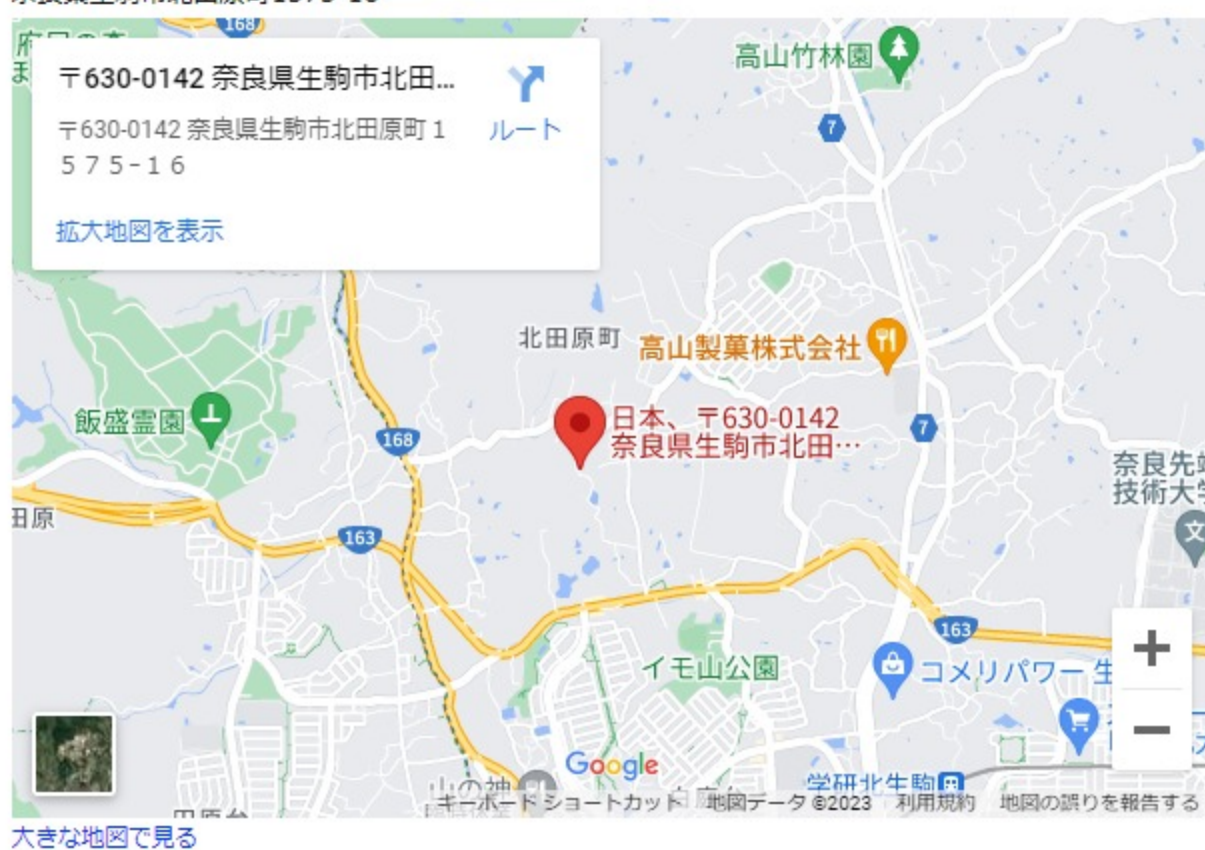 168
〒630-0142 奈良県生駒市北田...
ルート
〒630-0142 奈良県生駒市北田原町１
５７５−１６
拡大地図を表示
高山竹林園
7
北田原町
高山製菓株式会社
飯盛霊園
168
日本、〒630-0142
奈良県生駒市北田…
7
奈良先端
技術大学
文
田原
163
163
イモ山公園
コメリパワー 生
+
−
Google
学研北生駒
山の神
キーボード ショートカット
地図データ ©2023
利用規約
地図の誤りを報告する
大きな地図で見る